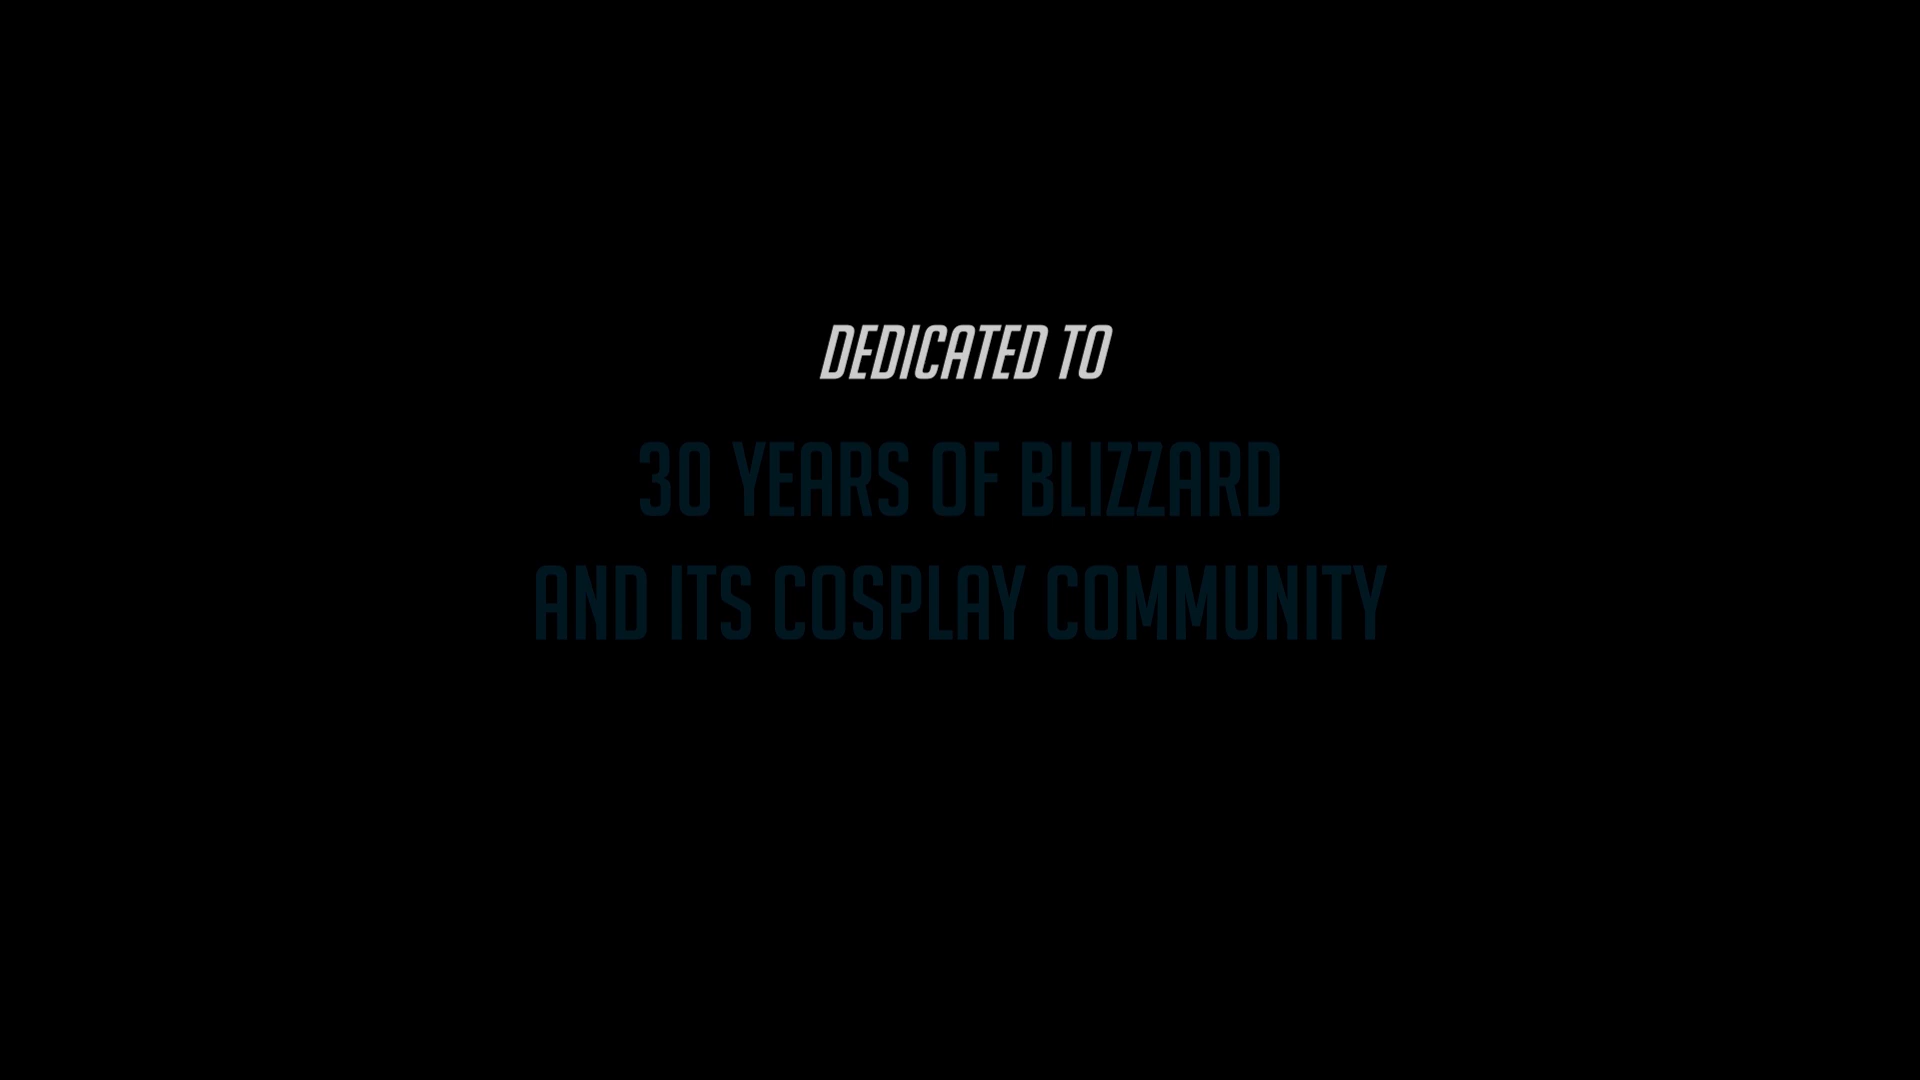 DEDICATED TO
30 YEARS OF BLIZZARD
AND ITS COSPLAY COMMUNITY